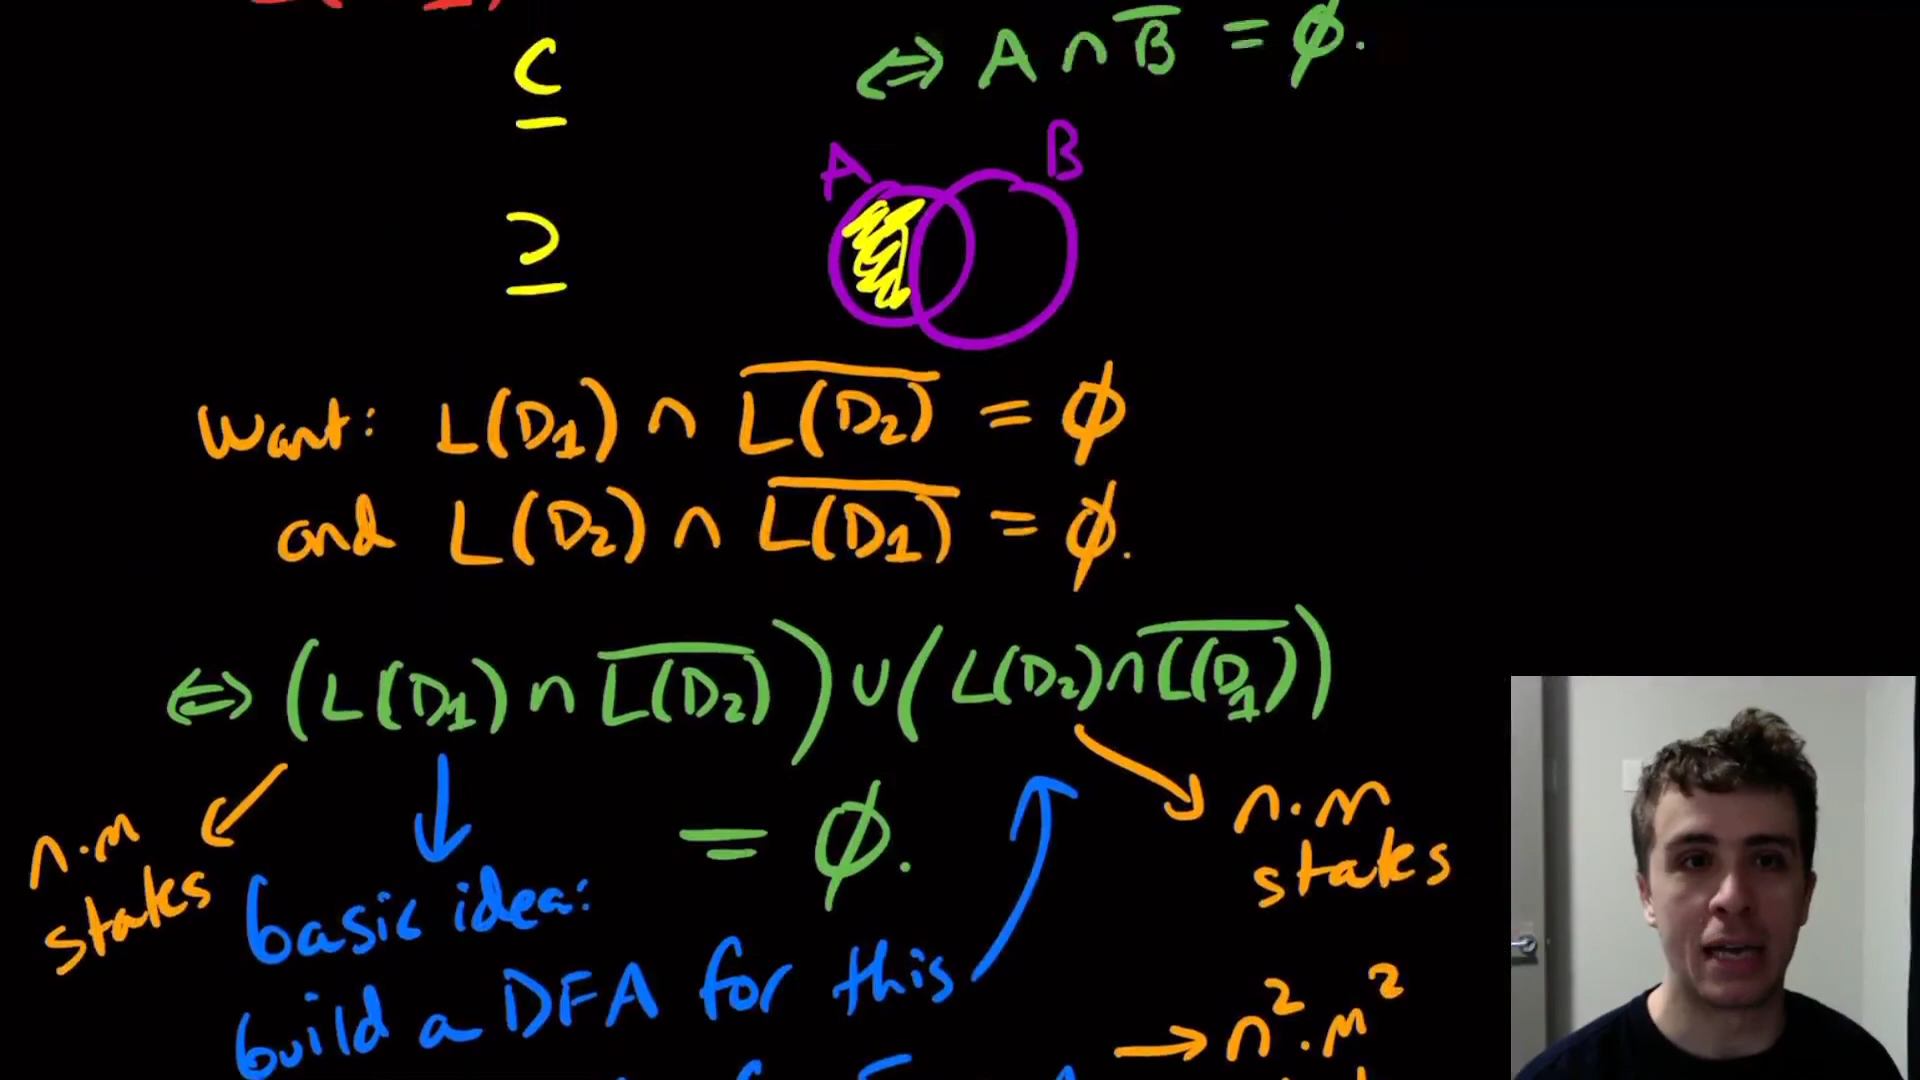 ⊆
⇔ A ∩ B̅ = ∅.
A B
⊇
Want: L(D₁) ∩ L(D₂)̅ = ∅
and L(D₂) ∩ L(D₁)̅ = ∅.
⇔ (L(D₁) ∩ L(D₂)̅) ∪ (L(D₂) ∩ L(D₁)̅)
= ∅.
n.m
states
n.m
states
basic idea:
build a DFA for this
→ n².m²